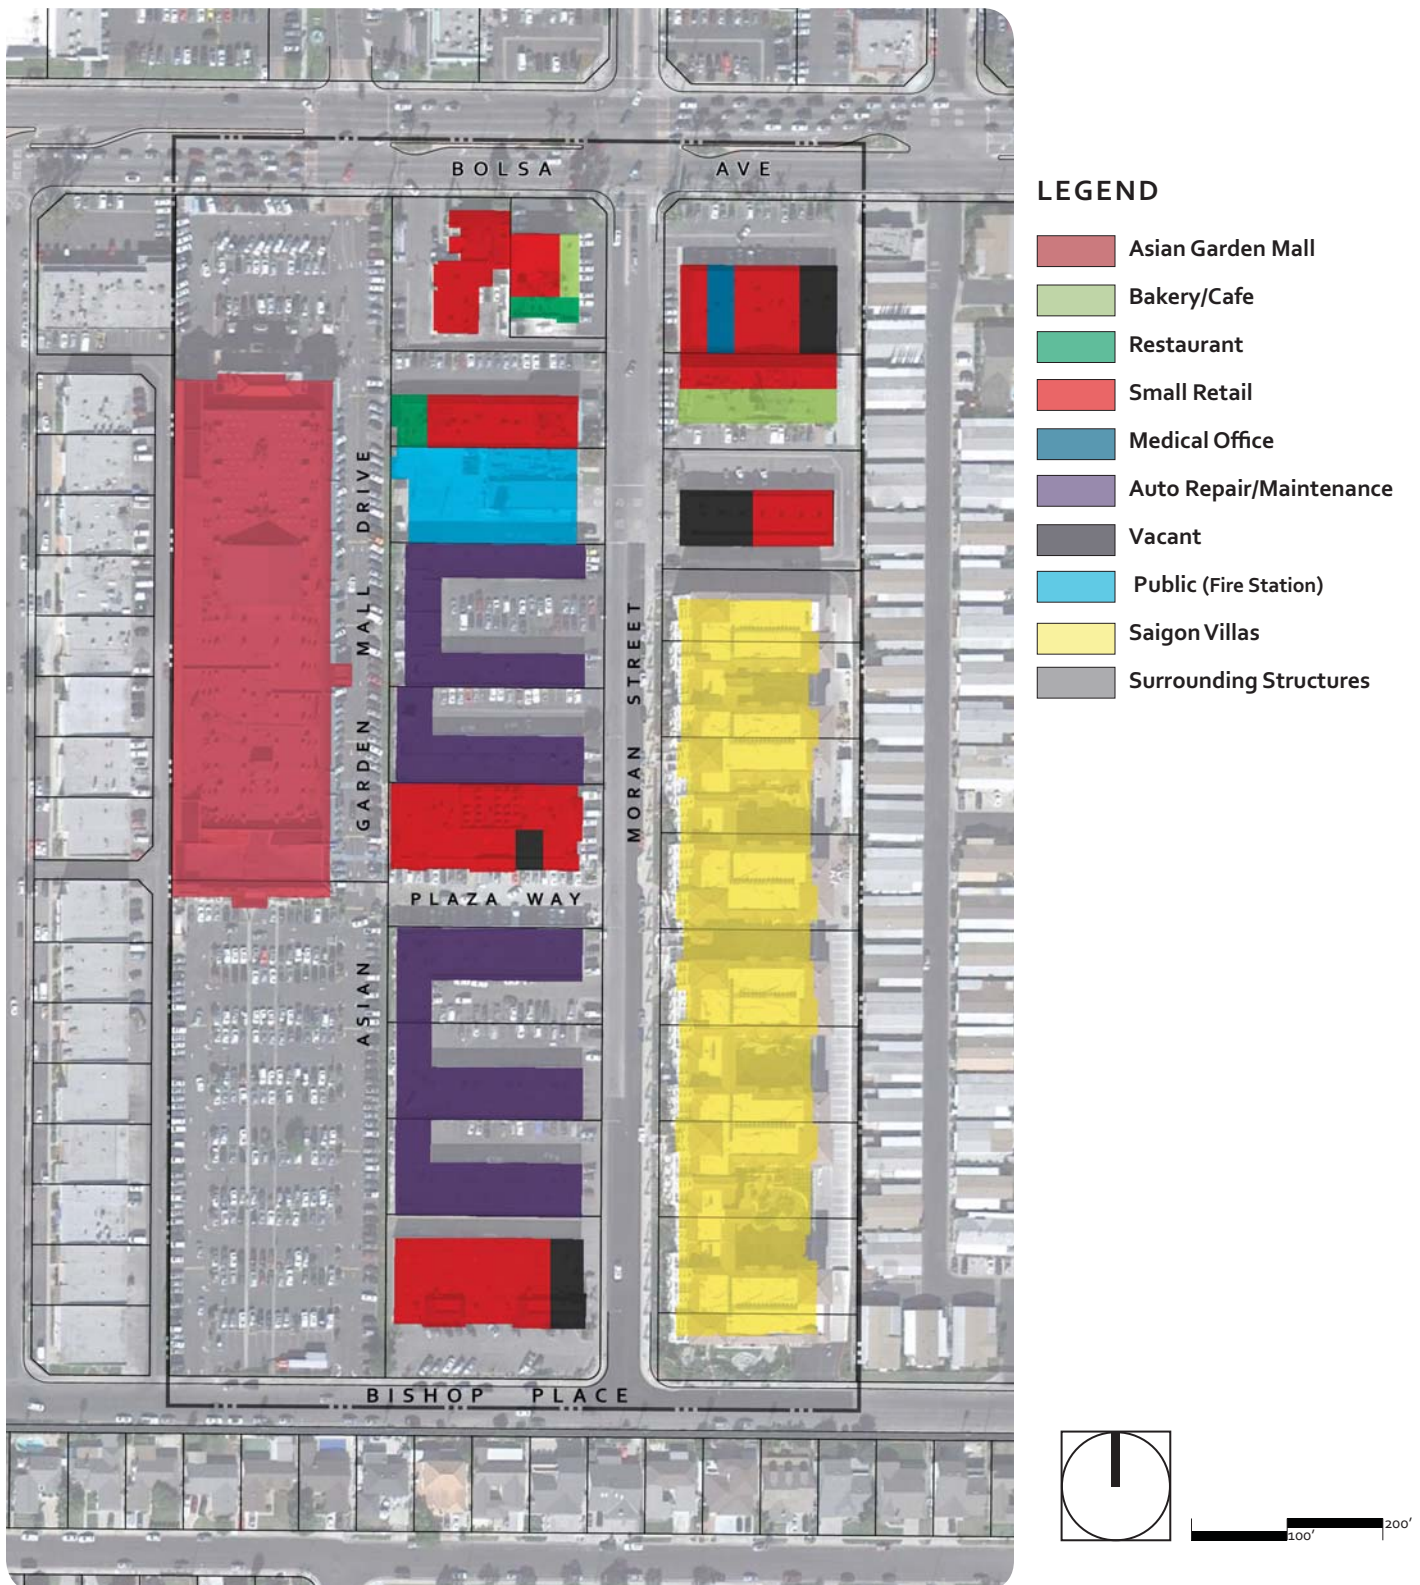 BOLSA AVE
LEGEND
Asian Garden Mall
Bakery/Cafe
Restaurant
Small Retail
Medical Office
Auto Repair/Maintenance
Vacant
Public (Fire Station)
Saigon Villas
Surrounding Structures
ASIAN GARDEN MALL DRIVE
MORAN STREET
PLAZA WAY
BISHOP PLACE
100'
200'